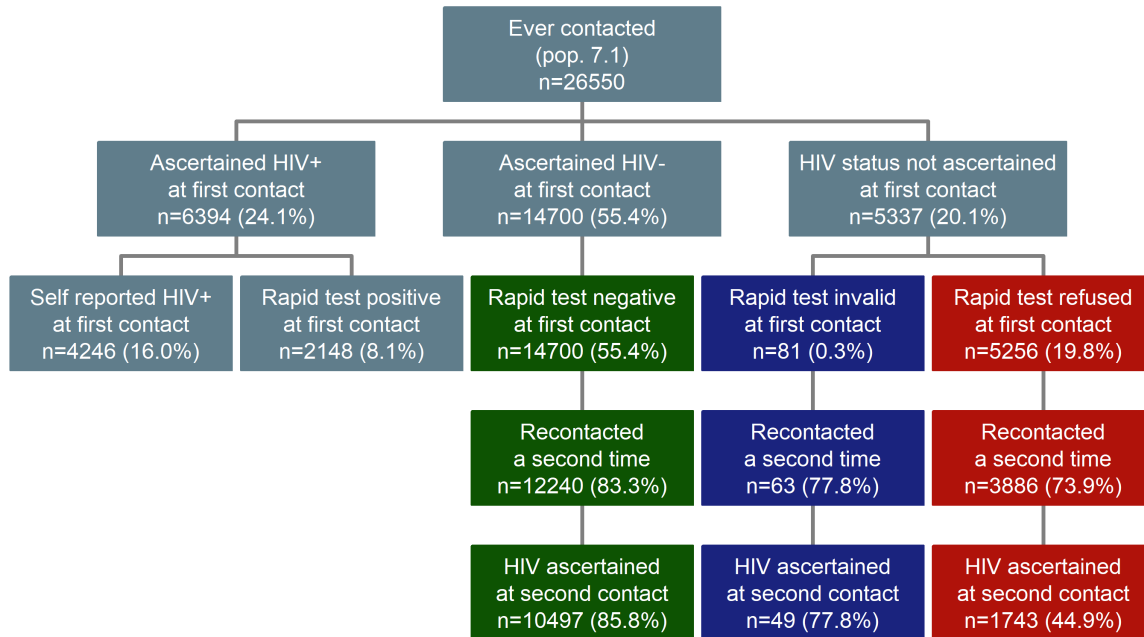 Ever contacted
(pop. 7.1)
n=26550
Ascertained HIV+
at first contact
n=6394 (24.1%)
Ascertained HIV-
at first contact
n=14700 (55.4%)
HIV status not ascertained
at first contact
n=5337 (20.1%)
Self reported HIV+
at first contact
n=4246 (16.0%)
Rapid test positive
at first contact
n=2148 (8.1%)
Rapid test negative
at first contact
n=14700 (55.4%)
Rapid test invalid
at first contact
n=81 (0.3%)
Rapid test refused
at first contact
n=5256 (19.8%)
Recontacted
a second time
n=12240 (83.3%)
Recontacted
a second time
n=63 (77.8%)
Recontacted
a second time
n=3886 (73.9%)
HIV ascertained
at second contact
n=10497 (85.8%)
HIV ascertained
at second contact
n=49 (77.8%)
HIV ascertained
at second contact
n=1743 (44.9%)